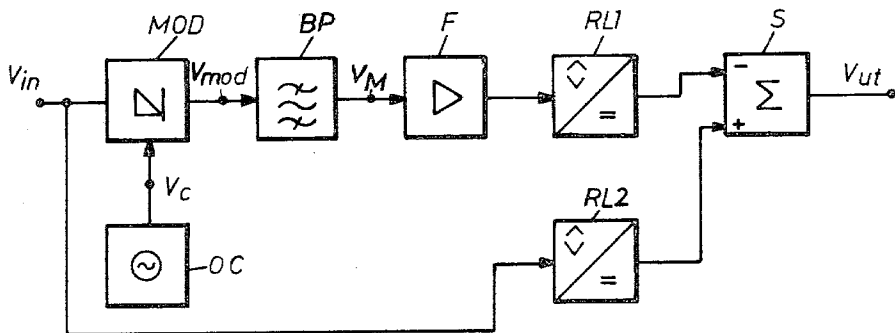 MOD
BP
F
RL1
S
Vin
Vmod
VM
Vut
=
-
Σ
+
Vc
RL2
OC
~
=